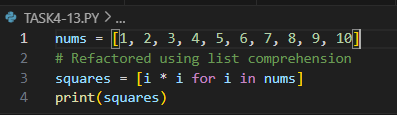 TASK4-13.PY > ...
1 nums = [1, 2, 3, 4, 5, 6, 7, 8, 9, 10]
2 # Refactored using list comprehension
3 squares = [i * i for i in nums]
4 print(squares)